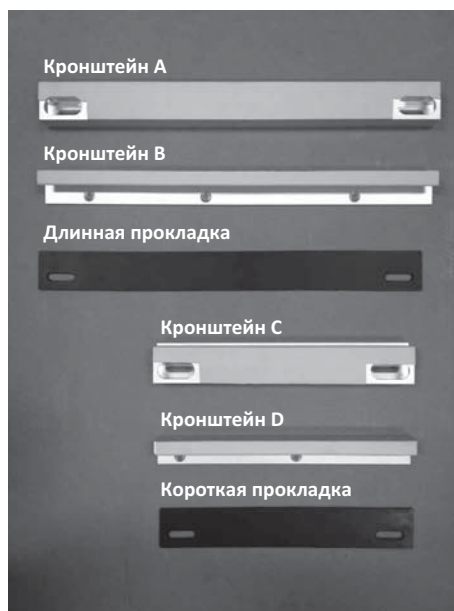 Кронштейн A
Кронштейн B
Длинная прокладка
Кронштейн C
Кронштейн D
Короткая прокладка